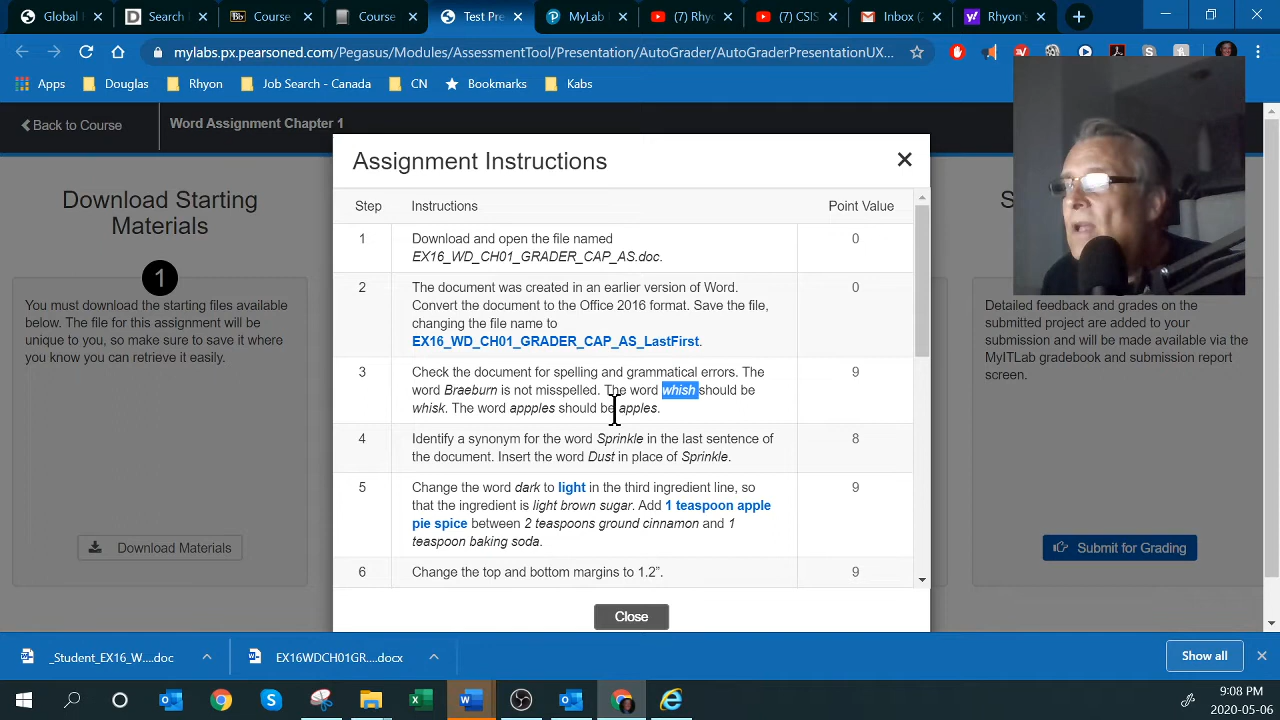 Global
Search
Bb Course
Course
Test Pre
MyLab
(7) Rhyo
(7) CSIS
Inbox (2
Rhyon's
mylabs.px.pearsoned.com/Pegasus/Modules/AssessmentTool/Presentation/AutoGrader/AutoGraderPresentationUX...
Apps
Douglas
Rhyon
Job Search - Canada
CN
Bookmarks
Kabs
Back to Course
Word Assignment Chapter 1
Download Starting
Materials
1
You must download the starting files available
below. The file for this assignment will be
unique to you, so make sure to save it where
you know you can retrieve it easily.
Download Materials
Assignment Instructions
Step
Instructions
Point Value
1
Download and open the file named
EX16_WD_CH01_GRADER_CAP_AS.doc.
0
2
The document was created in an earlier version of Word.
Convert the document to the Office 2016 format. Save the file,
changing the file name to
EX16_WD_CH01_GRADER_CAP_AS_LastFirst.
0
3
Check the document for spelling and grammatical errors. The
word Braeburn is not misspelled. The word whish should be
whisk. The word appples should be apples.
9
4
Identify a synonym for the word Sprinkle in the last sentence of
the document. Insert the word Dust in place of Sprinkle.
8
5
Change the word dark to light in the third ingredient line, so
that the ingredient is light brown sugar. Add 1 teaspoon apple
pie spice between 2 teaspoons ground cinnamon and 1
teaspoon baking soda.
9
6
Change the top and bottom margins to 1.2”.
9
Close
Detailed feedback and grades on the
submitted project are added to your
submission and will be made available via the
MyITLab gradebook and submission report
screen.
Submit for Grading
_Student_EX16_W....doc
EX16WDCH01GR....docx
Show all
9:08 PM
2020-05-06